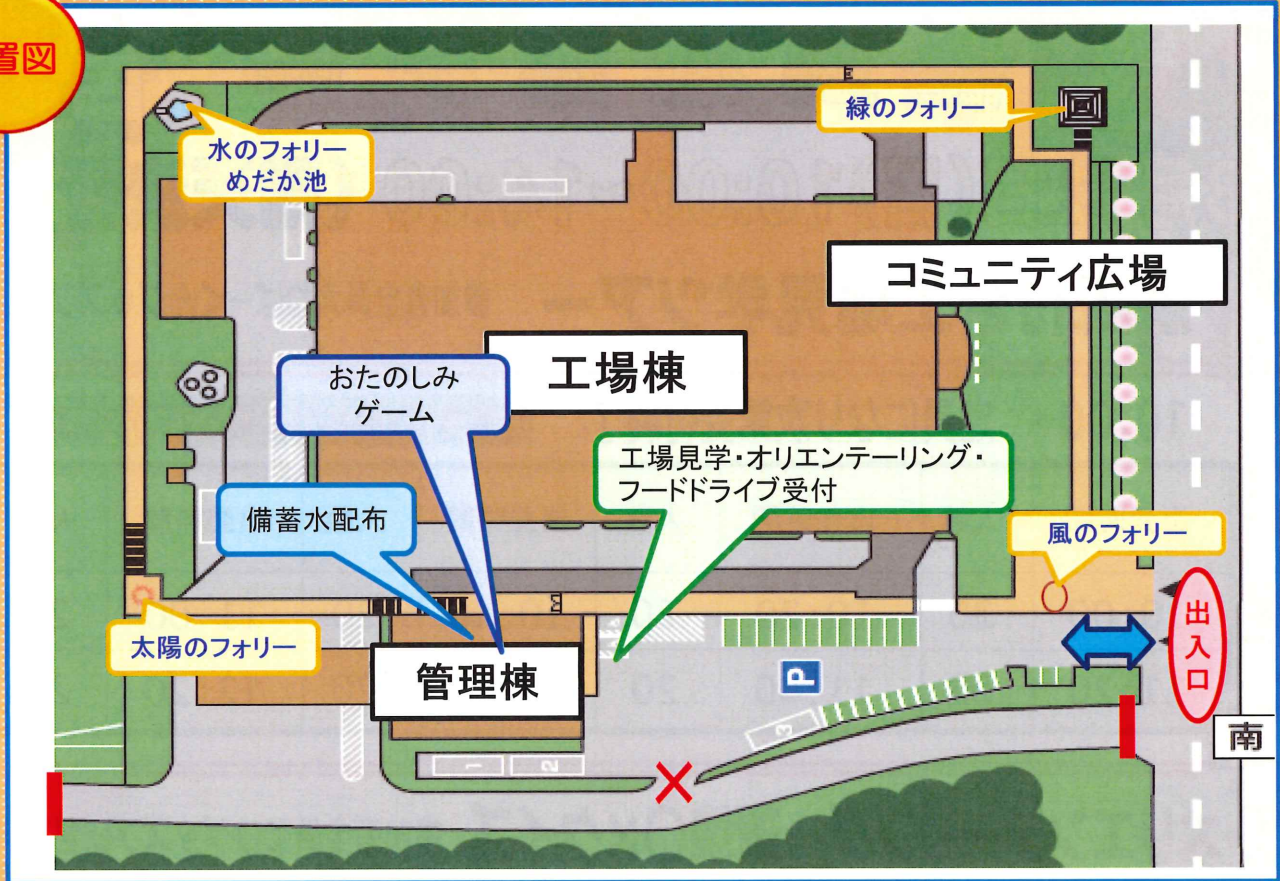 置図
緑のフォリー
水のフォリー
めだか池
コミュニティ広場
工場棟
おたのしみ
ゲーム
工場見学・オリエンテーリング・
フードドライブ受付
備蓄水配布
風のフォリー
太陽のフォリー
管理棟
P
出入口
南
3
1
2